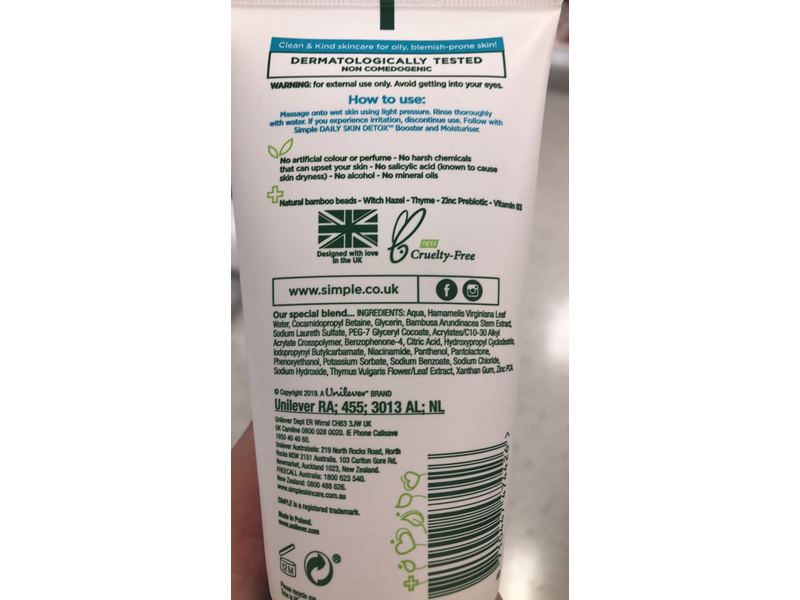 Clean & Kind skincare for oily, blemish-prone skin!
DERMATOLOGICALLY TESTED
NON COMEDOGENIC
WARNING: for external use only. Avoid getting into your eyes.
How to use:
Massage onto wet skin using light pressure. Rinse thoroughly
with water. If you experience irritation, discontinue use. Follow with
Simple DAILY SKIN DETOX™ Booster and Moisturiser.
No artificial colour or perfume - No harsh chemicals
that can upset your skin - No salicylic acid (known to cause
skin dryness) - No alcohol - No mineral oils
Natural bamboo beads - Witch Hazel - Thyme - Zinc Prebiotic - Vitamin B3
Designed with love
in the UK
PETA
Cruelty-Free
www.simple.co.uk
Our special blend... INGREDIENTS: Aqua, Hamamelis Virginiana Leaf
Water, Cocamidopropyl Betaine, Glycerin, Bambusa Arundinacea Stem Extract,
Sodium Laureth Sulfate, PEG-7 Glyceryl Cocoate, Acrylates/C10-30 Alkyl
Acrylate Crosspolymer, Benzophenone-4, Citric Acid, Hydroxypropyl Cyclodextrin,
Iodopropynyl Butylcarbamate, Niacinamide, Panthenol, Pantolactone,
Phenoxyethanol, Potassium Sorbate, Sodium Benzoate, Sodium Chloride,
Sodium Hydroxide, Thymus Vulgaris Flower/Leaf Extract, Xanthan Gum, Zinc PCA
© Copyright 2019. A Unilever BRAND
Unilever RA; 455; 3013 AL; NL
Unilever Dept ER Wirral CH63 3JW UK
UK Careline 0800 028 0020. IE Phone Callsave
1850 40 40 60.
Unilever Australasia: 219 North Rocks Road, North
Rocks NSW 2151 Australia. 103 Carlton Gore Rd,
Newmarket, Auckland 1023, New Zealand.
FREECALL Australia: 1800 623 540.
New Zealand: 0800 488 626.
www.simpleskincare.com.au
SIMPLE is a registered trademark.
Made in Poland.
www.unilever.com
12M
®
Please recycle me